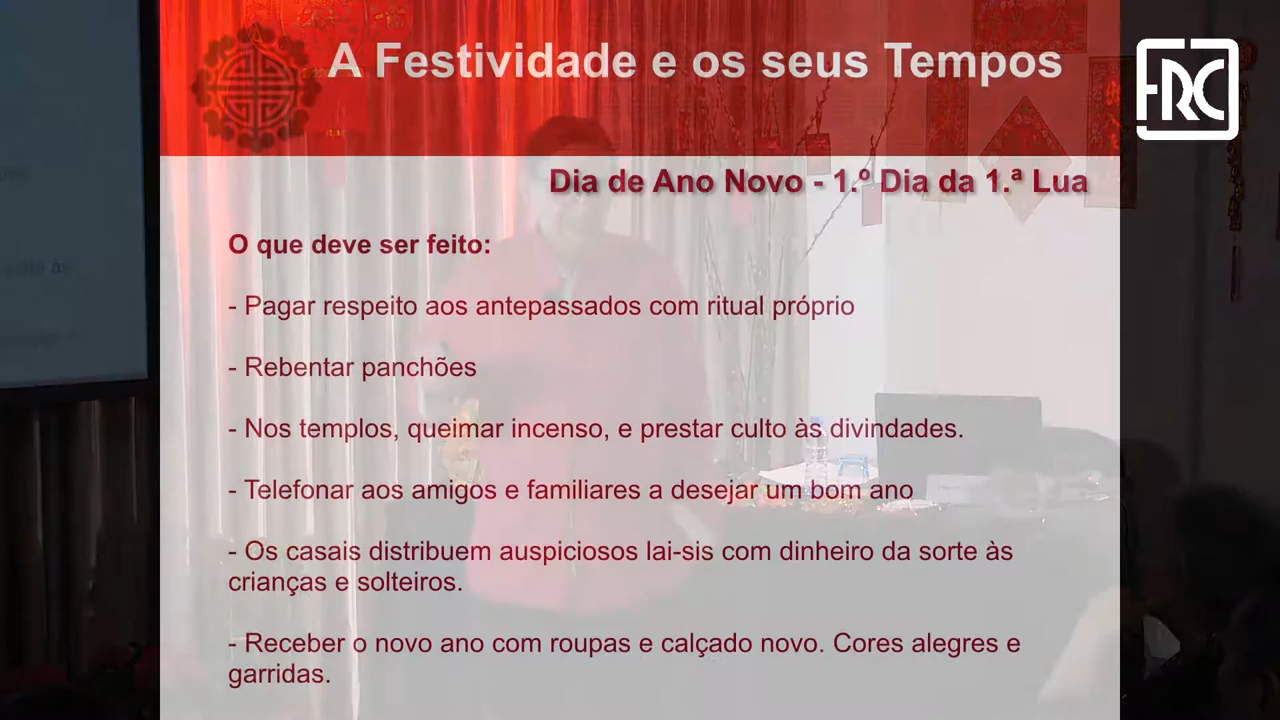 A Festividade e os seus Tempos
FRC
Dia de Ano Novo - 1.º Dia da 1.ª Lua
O que deve ser feito:
- Pagar respeito aos antepassados com ritual próprio
- Rebentar panchões
- Nos templos, queimar incenso, e prestar culto às divindades.
- Telefonar aos amigos e familiares a desejar um bom ano
- Os casais distribuem auspiciosos lai-sis com dinheiro da sorte às
crianças e solteiros.
- Receber o novo ano com roupas e calçado novo. Cores alegres e
garridas.